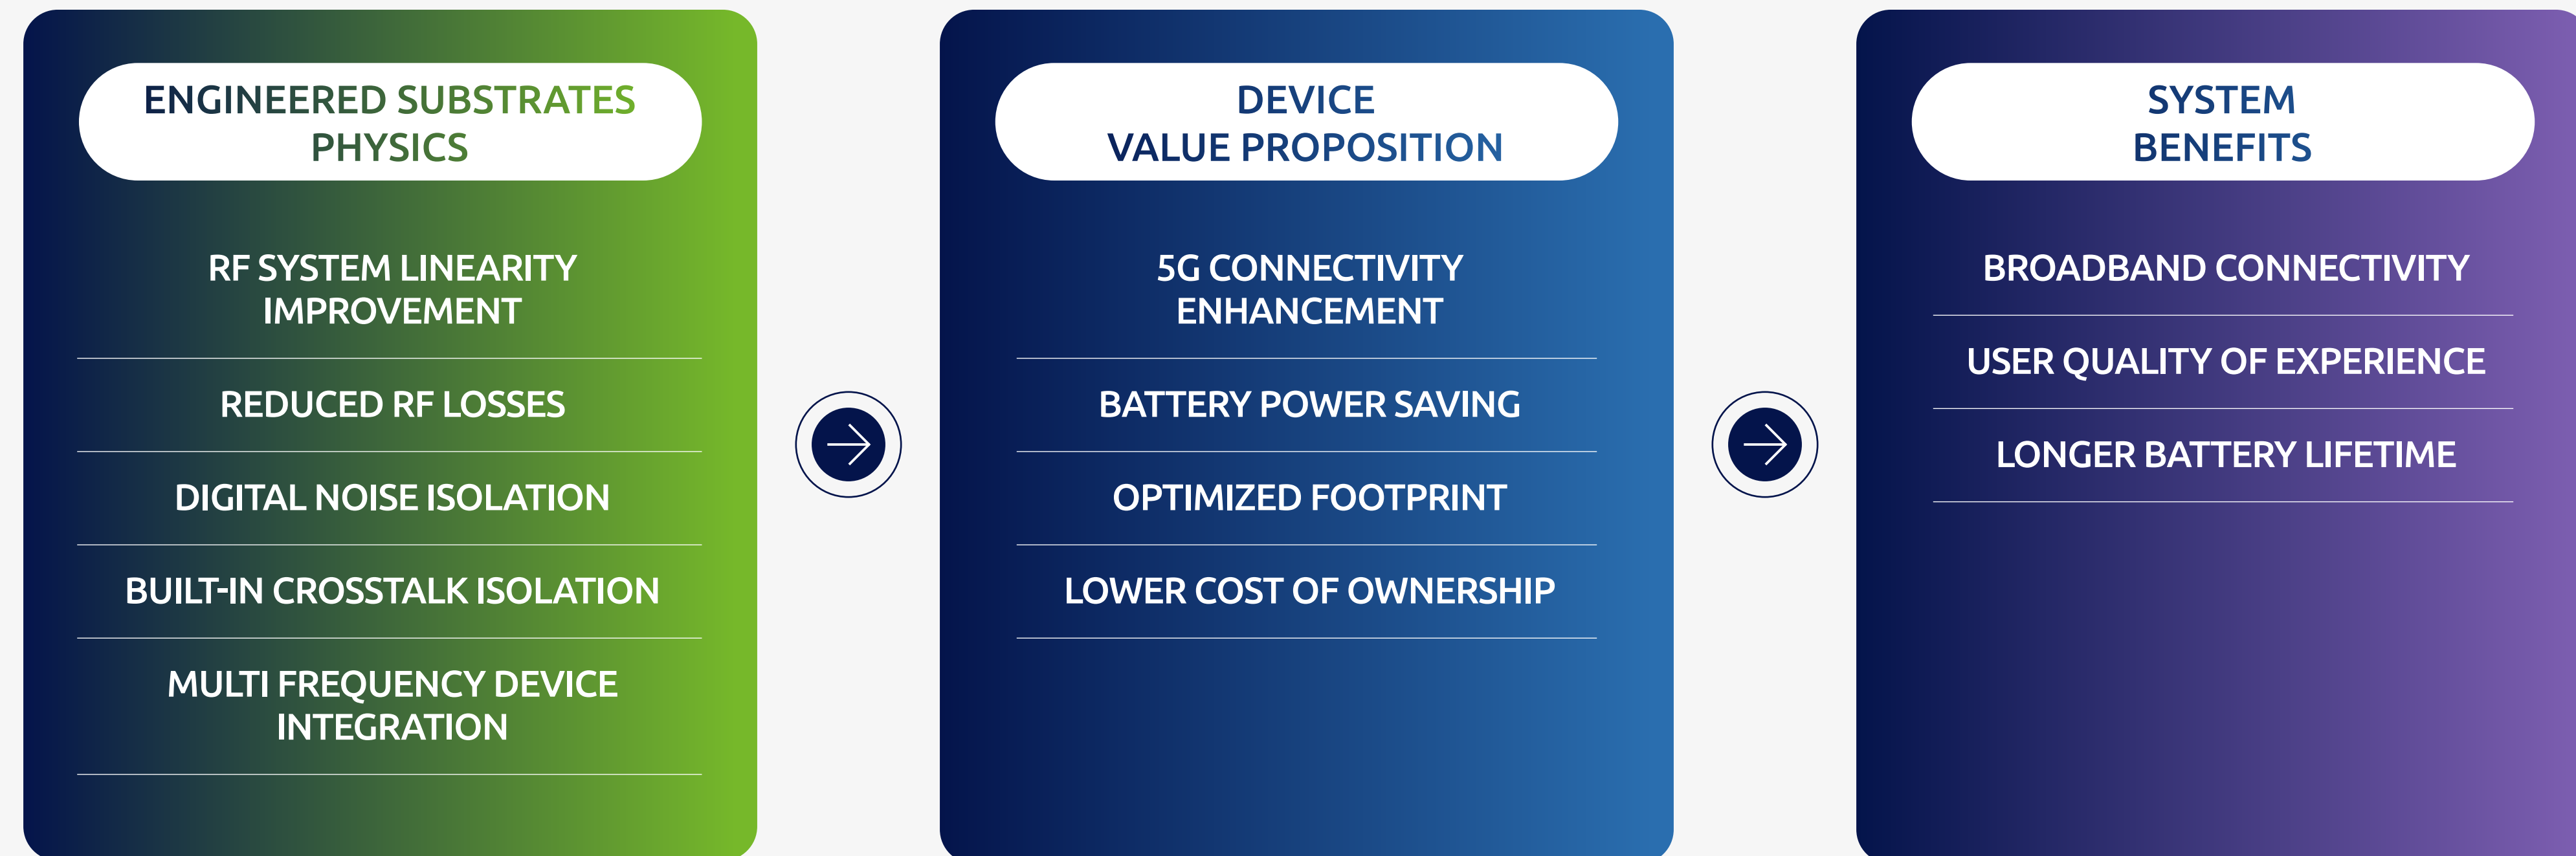 ENGINEERED SUBSTRATES
PHYSICS
RF SYSTEM LINEARITY
IMPROVEMENT
REDUCED RF LOSSES
DIGITAL NOISE ISOLATION
BUILT-IN CROSSTALK ISOLATION
MULTI FREQUENCY DEVICE
INTEGRATION
DEVICE
VALUE PROPOSITION
5G CONNECTIVITY
ENHANCEMENT
BATTERY POWER SAVING
OPTIMIZED FOOTPRINT
LOWER COST OF OWNERSHIP
SYSTEM
BENEFITS
BROADBAND CONNECTIVITY
USER QUALITY OF EXPERIENCE
LONGER BATTERY LIFETIME